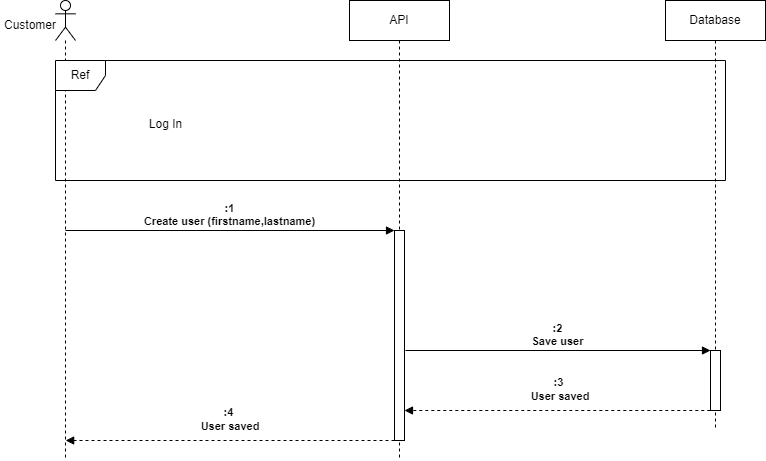 Customer
API
Database
Ref
Log In
:1
Create user (firstname,lastname)
:2
Save user
:3
User saved
:4
User saved